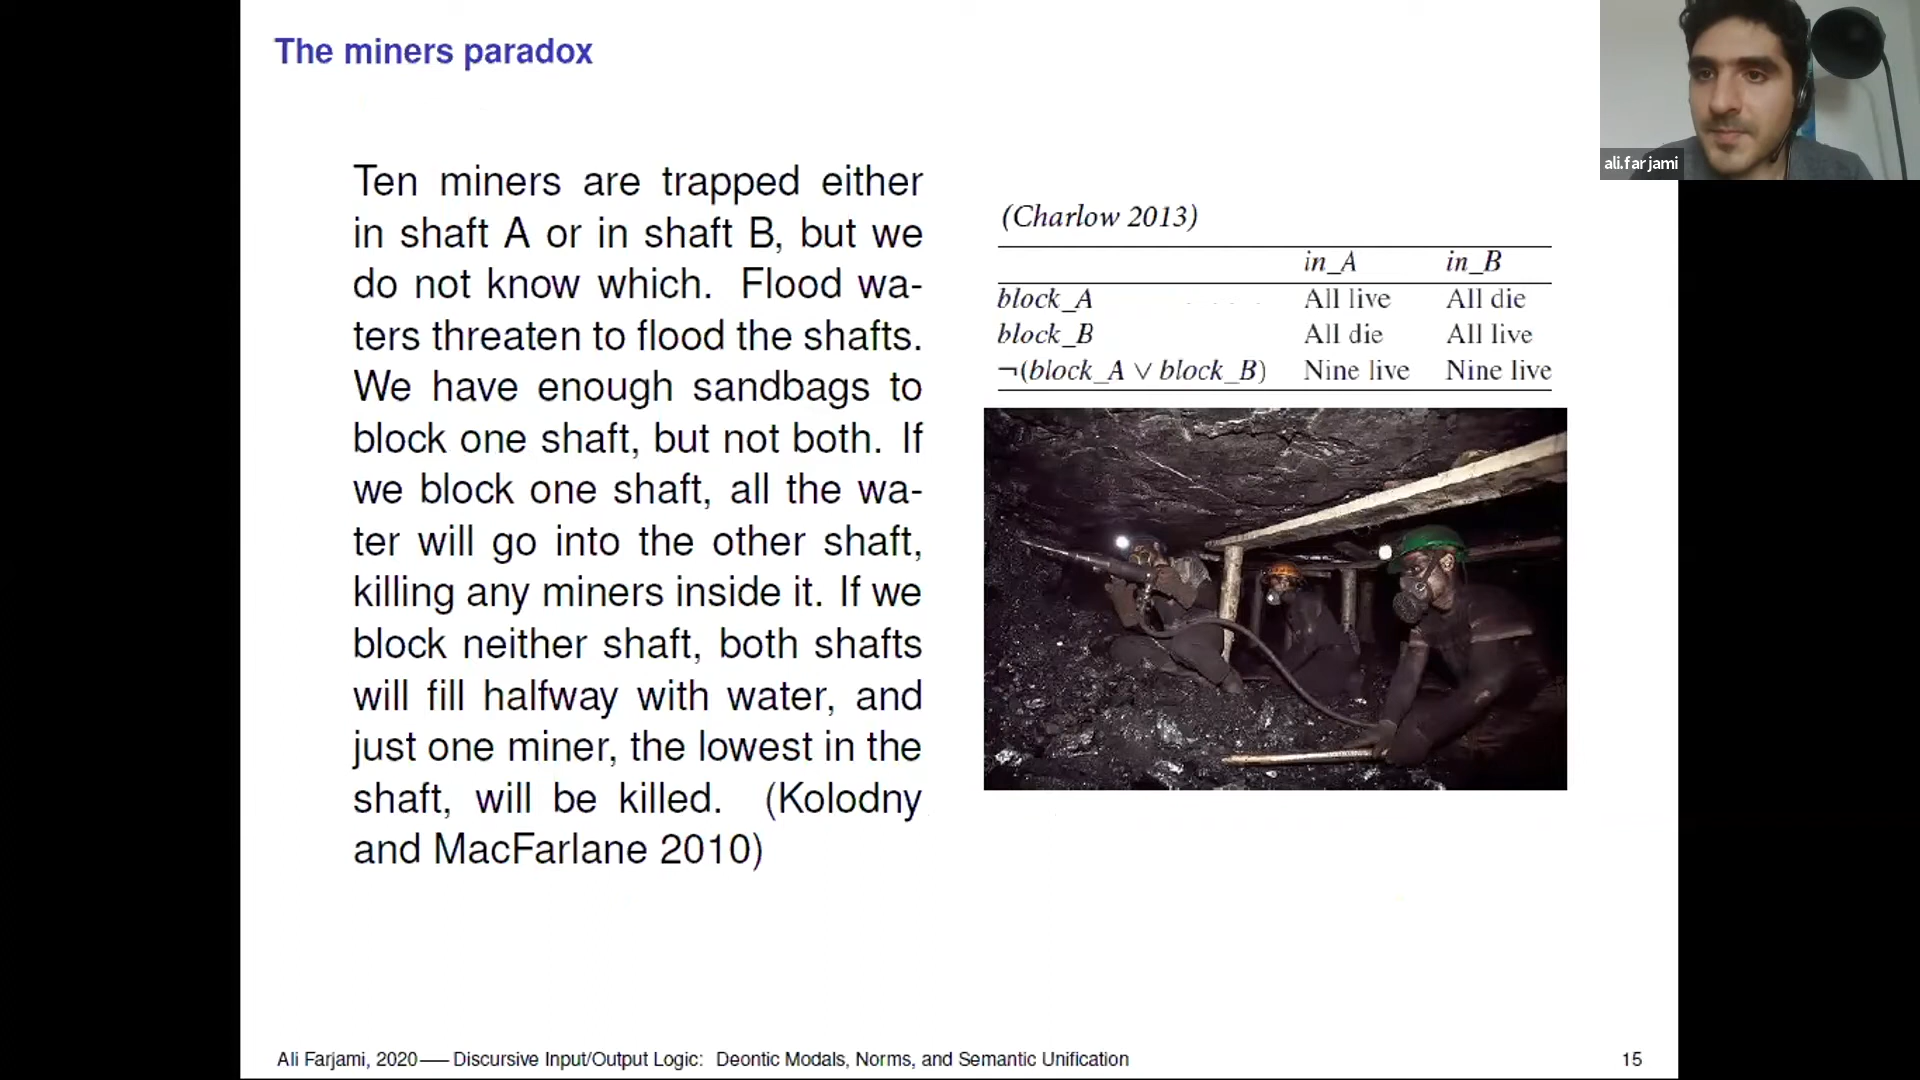 The miners paradox
Ten miners are trapped either
in shaft A or in shaft B, but we
do not know which. Flood wa-
ters threaten to flood the shafts.
We have enough sandbags to
block one shaft, but not both. If
we block one shaft, all the wa-
ter will go into the other shaft,
killing any miners inside it. If we
block neither shaft, both shafts
will fill halfway with water, and
just one miner, the lowest in the
shaft, will be killed. (Kolodny
and MacFarlane 2010)
(Charlow 2013)
in_A in_B
block_A All live All die
block_B All die All live
¬(block_A ∨ block_B) Nine live Nine live
ali.farjami
Ali Farjami, 2020—— Discursive Input/Output Logic: Deontic Modals, Norms, and Semantic Unification 15